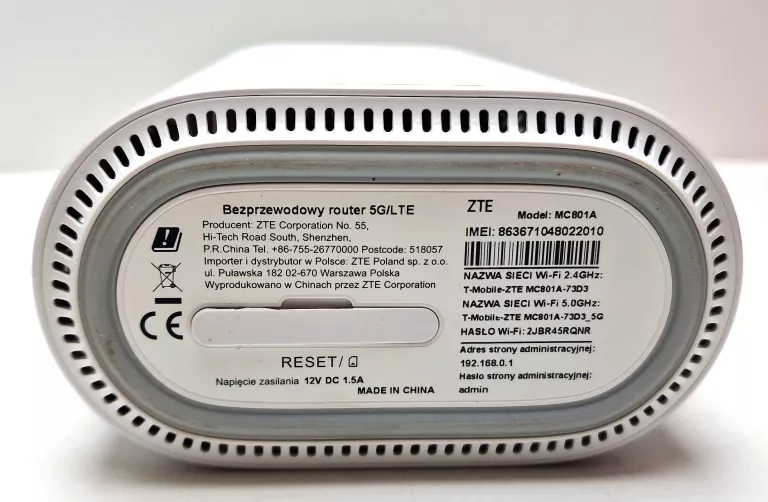 Bezprzewodowy router 5G/LTE
Producent: ZTE Corporation No. 55,
Hi-Tech Road South, Shenzhen,
P.R.China Tel. +86-755-26770000 Postcode: 518057
Importer i dystrybutor w Polsce: ZTE Poland sp. z o.o.
ul. Puławska 182 02-670 Warszawa Polska
Wyprodukowano w Chinach przez ZTE Corporation
CE
RESET/
Napięcie zasilania 12V DC 1.5A
MADE IN CHINA
ZTE
Model: MC801A
IMEI: 863671048022010
NAZWA SIECI Wi-Fi 2.4GHz:
T-Mobile-ZTE MC801A-73D3
NAZWA SIECI Wi-Fi 5.0GHz:
T-Mobile-ZTE MC801A-73D3_5G
HASŁO Wi-Fi: 2JBR45RQNR
Adres strony administracyjnej:
192.168.0.1
Hasło strony administracyjnej:
admin